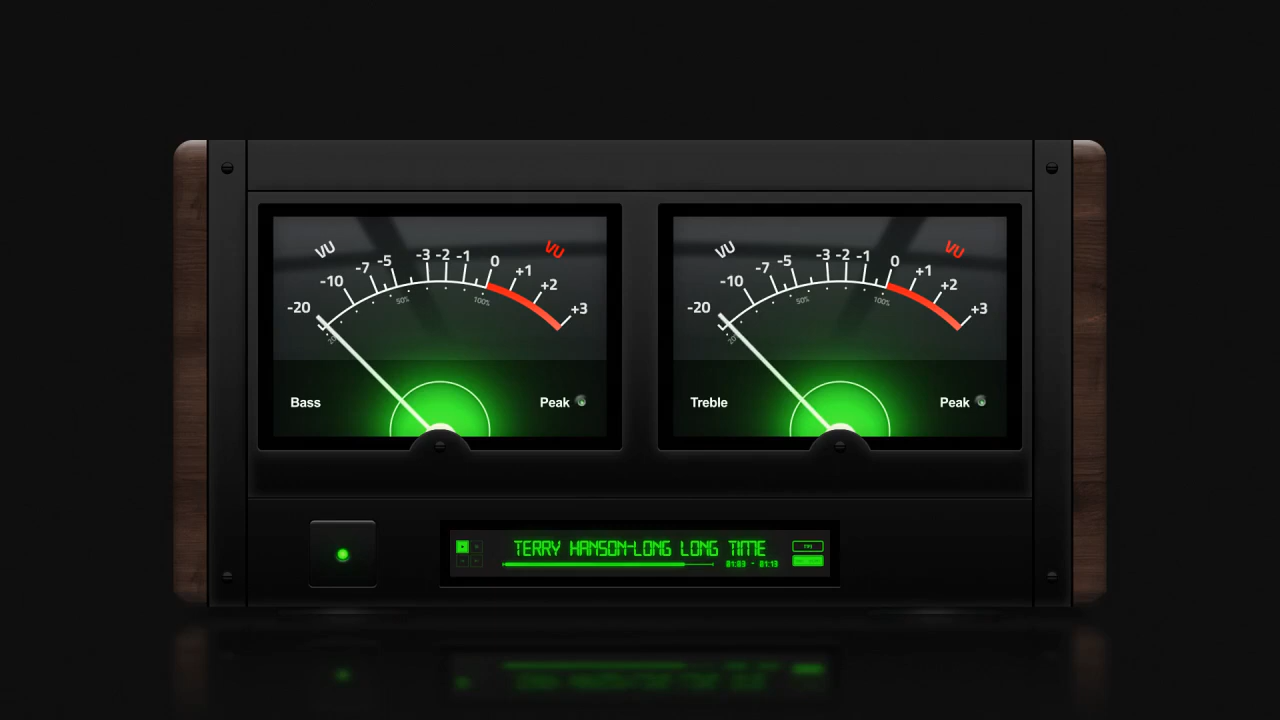 VU VU
-20 -10 -7 -5 -3 -2 -1 0 +1 +2 +3
20 50% 100%
Bass Peak
VU VU
-20 -10 -7 -5 -3 -2 -1 0 +1 +2 +3
20 50% 100%
Treble Peak
TERRY HANSON-LONG LONG TIME
01:03 - 01:13